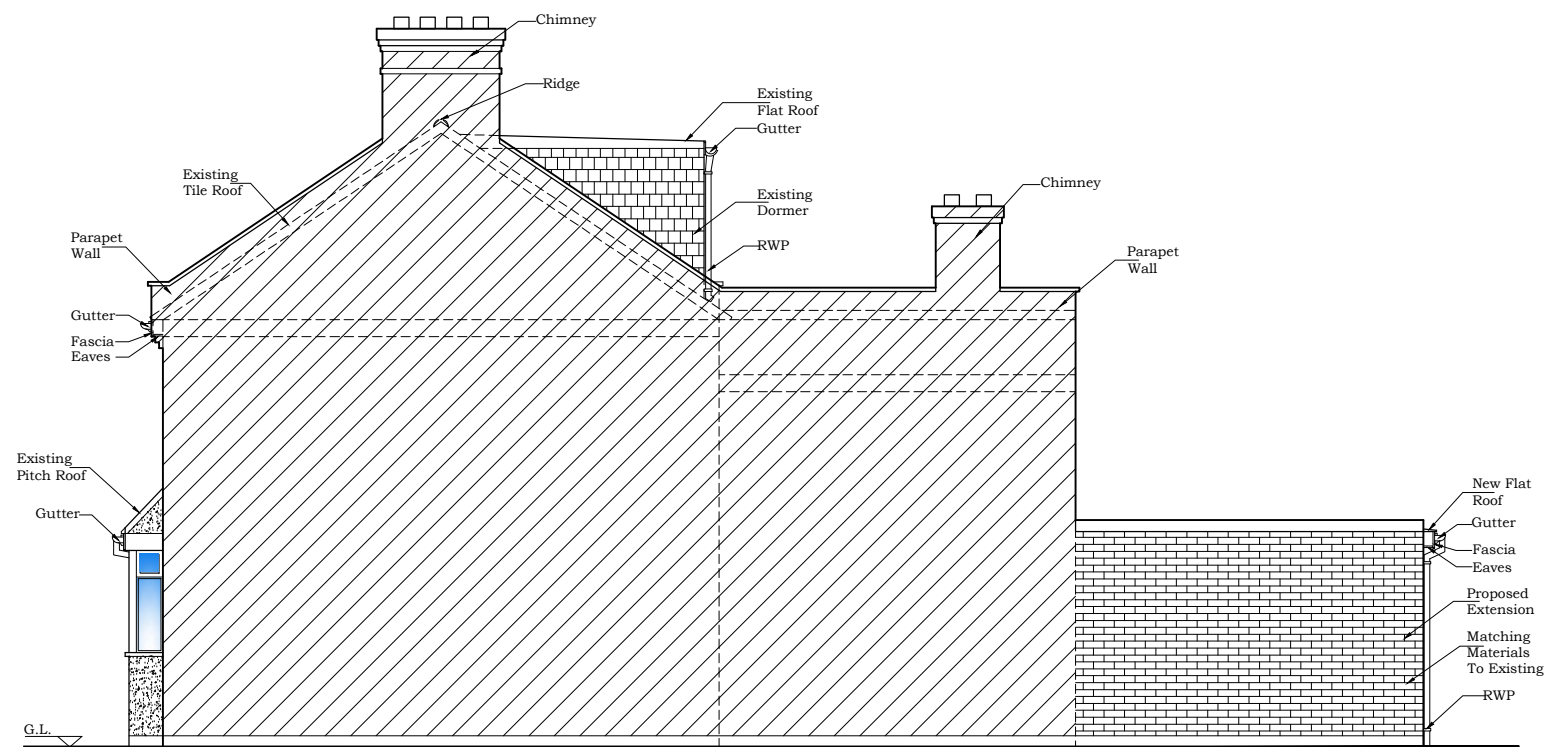 Chimney
Ridge
Existing
Flat Roof
Gutter
Existing
Tile Roof
Chimney
Existing
Dormer
Parapet
Wall
RWP
Parapet
Wall
Gutter
Fascia
Eaves
Existing
Pitch Roof
Gutter
New Flat
Roof
Gutter
Fascia
Eaves
Proposed
Extension
Matching
Materials
To Existing
RWP
G.L.